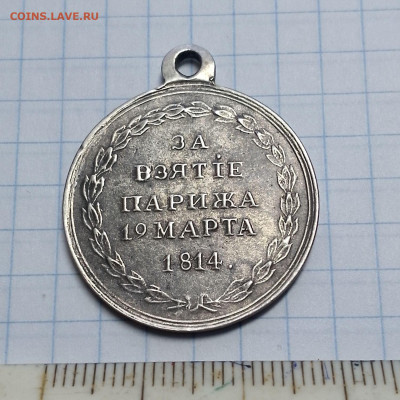 COINS.LAVE.RU
ЗА
ВЗЯТІЕ
ПАРИЖА
19 МАРТА
1814.